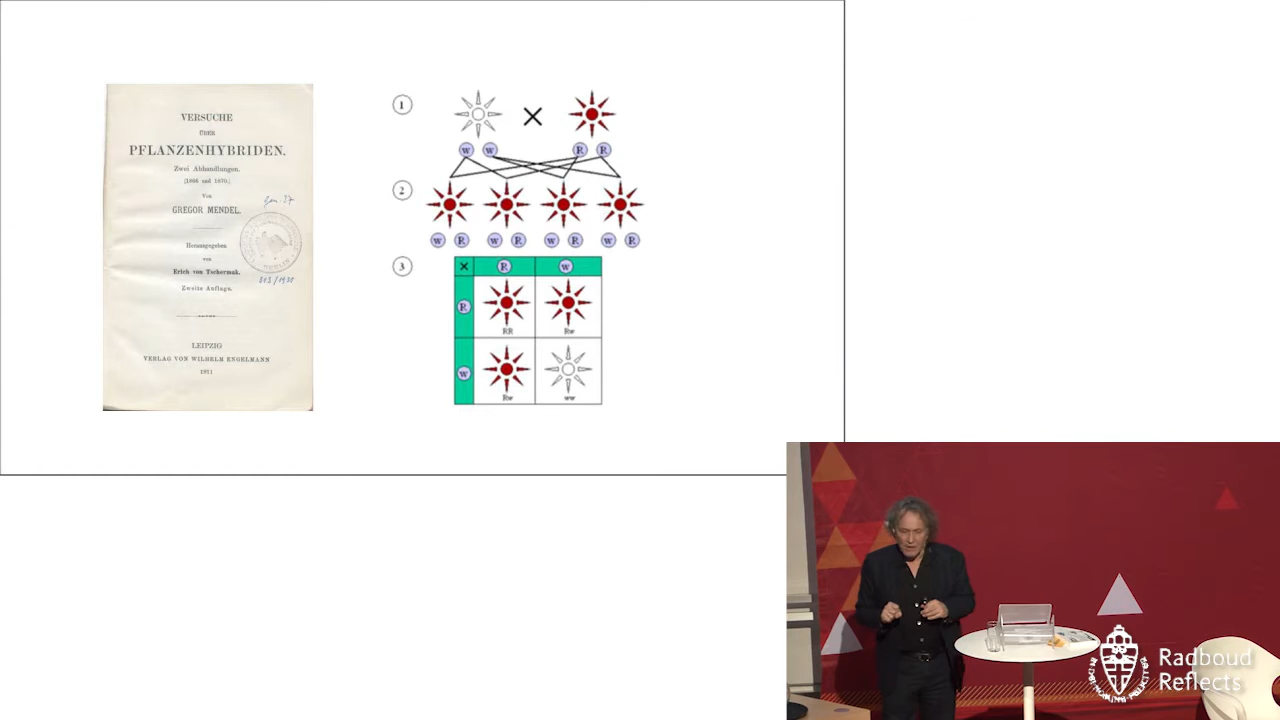 VERSUCHE
ÜBER
PFLANZENHYBRIDEN.
Zwei Abhandlungen.
(1866 und 1870.)
Von
GREGOR MENDEL.
Herausgegeben
von
Erich von Tschermak.
Zweite Auflage.
LEIPZIG
VERLAG VON WILHELM ENGELMANN
1911
BERLIN
1
w w R R
2
w R w R w R w R
3
× R w
R
RR Rw
w
Rw ww
Radboud
Reflects